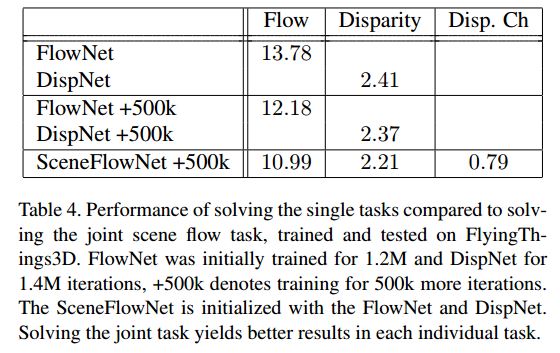 Flow Disparity Disp. Ch
FlowNet 13.78
DispNet 2.41
FlowNet +500k 12.18
DispNet +500k 2.37
SceneFlowNet +500k 10.99 2.21 0.79
Table 4. Performance of solving the single tasks compared to solv-
ing the joint scene flow task, trained and tested on FlyingTh-
ings3D. FlowNet was initially trained for 1.2M and DispNet for
1.4M iterations, +500k denotes training for 500k more iterations.
The SceneFlowNet is initialized with the FlowNet and DispNet.
Solving the joint task yields better results in each individual task.